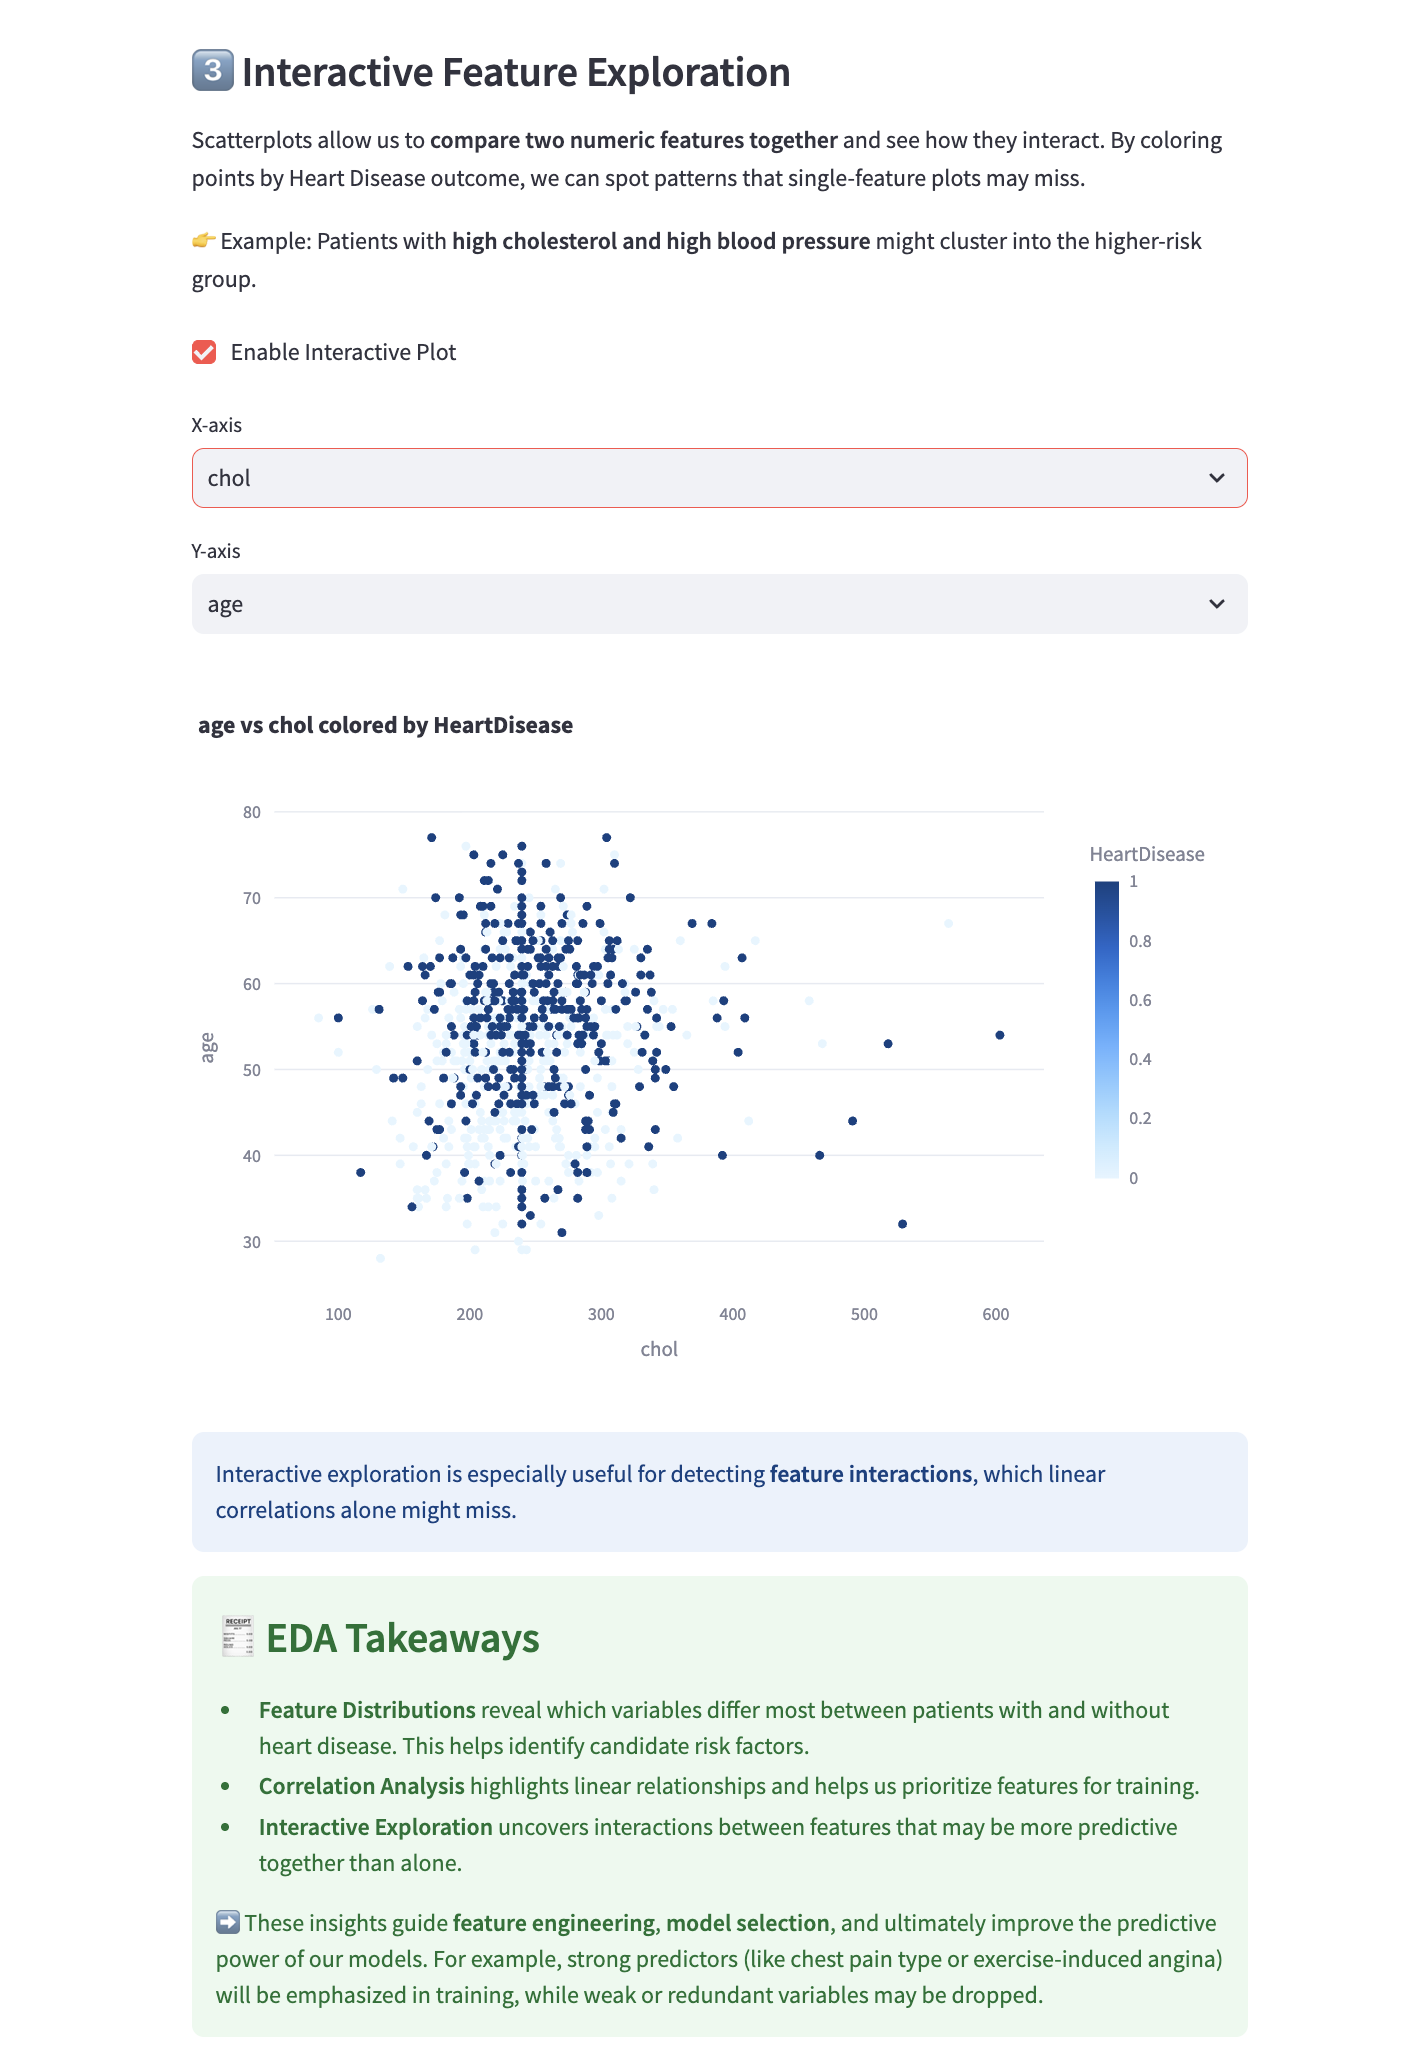 3 Interactive Feature Exploration
Scatterplots allow us to compare two numeric features together and see how they interact. By coloring
points by Heart Disease outcome, we can spot patterns that single-feature plots may miss.
👉 Example: Patients with high cholesterol and high blood pressure might cluster into the higher-risk
group.
Enable Interactive Plot
X-axis
chol
Y-axis
age
age vs chol colored by HeartDisease
80
70
60
50
40
30
age
100 200 300 400 500 600
chol
HeartDisease
1
0.8
0.6
0.4
0.2
0
Interactive exploration is especially useful for detecting feature interactions, which linear
correlations alone might miss.
RECEIPT
EDA Takeaways
• Feature Distributions reveal which variables differ most between patients with and without
heart disease. This helps identify candidate risk factors.
• Correlation Analysis highlights linear relationships and helps us prioritize features for training.
• Interactive Exploration uncovers interactions between features that may be more predictive
together than alone.
➡️ These insights guide feature engineering, model selection, and ultimately improve the predictive
power of our models. For example, strong predictors (like chest pain type or exercise-induced angina)
will be emphasized in training, while weak or redundant variables may be dropped.